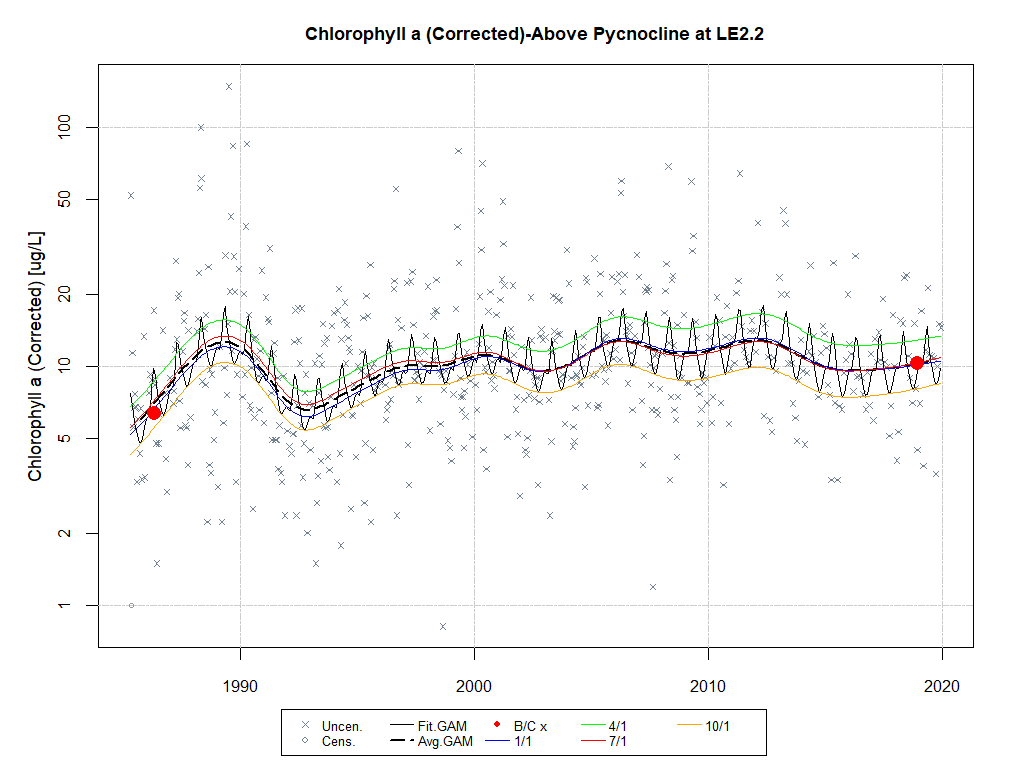 Chlorophyll a (Corrected)-Above Pycnocline at LE2.2
Chlorophyll a (Corrected) [ug/L]
100
50
20
10
5
2
1
1990 2000 2010 2020
Uncen. Fit.GAM B/C x 4/1 10/1
Cens. Avg.GAM 1/1 7/1